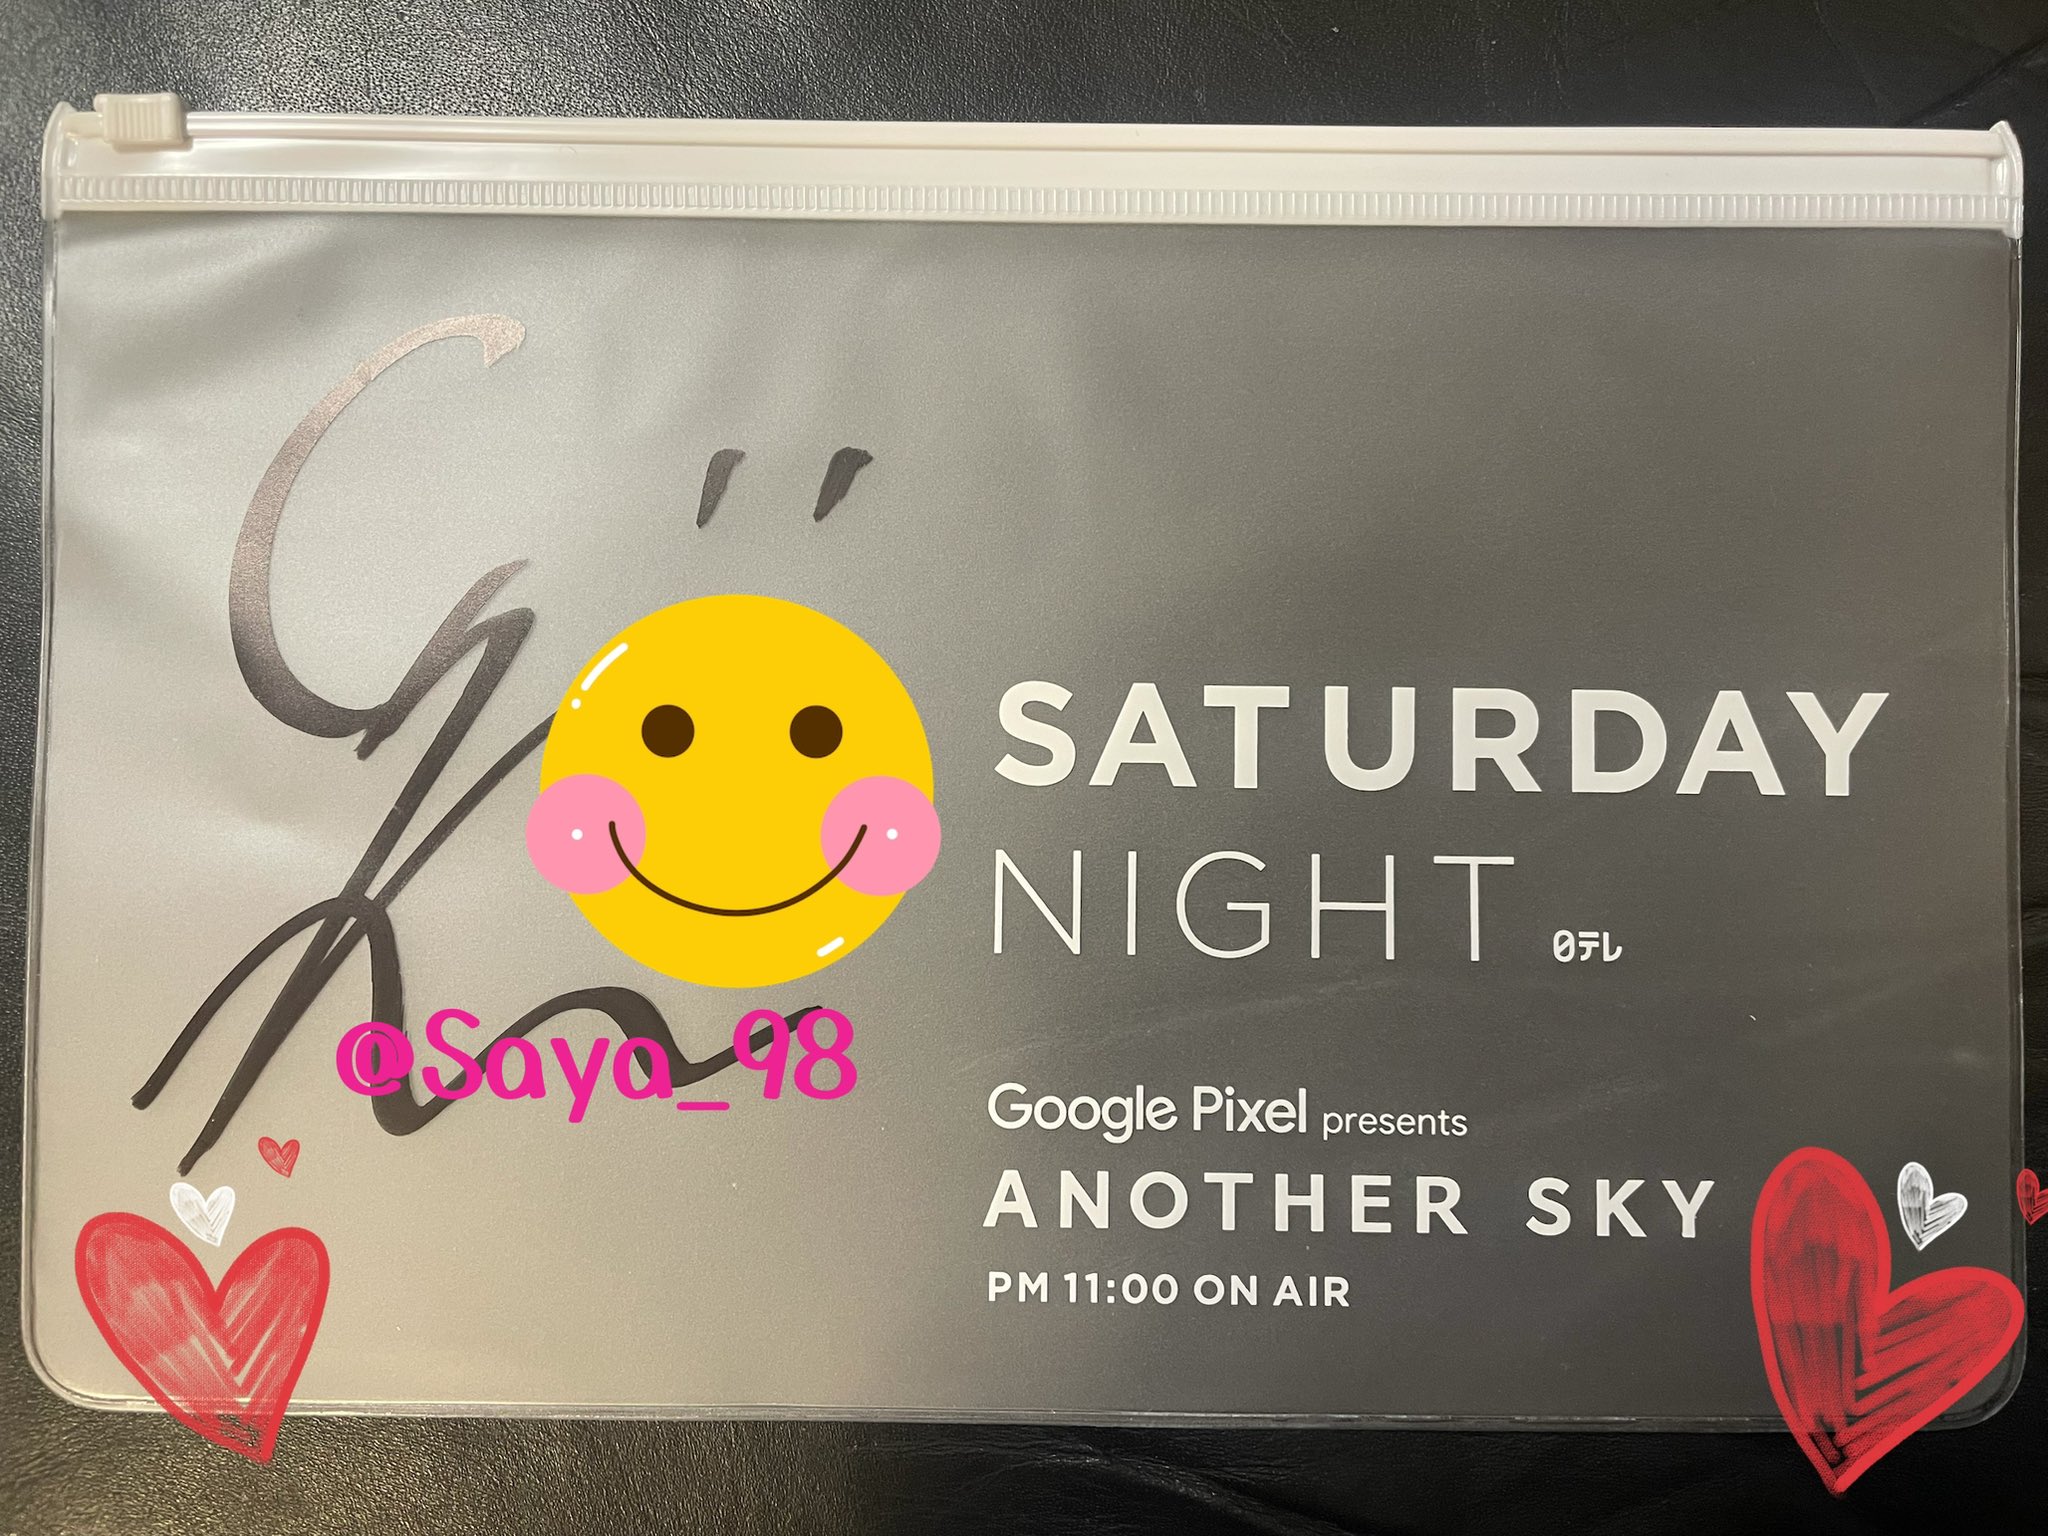 SATURDAY
NIGHT 日テレ
@Saya_98
Google Pixel presents
ANOTHER SKY
PM 11:00 ON AIR